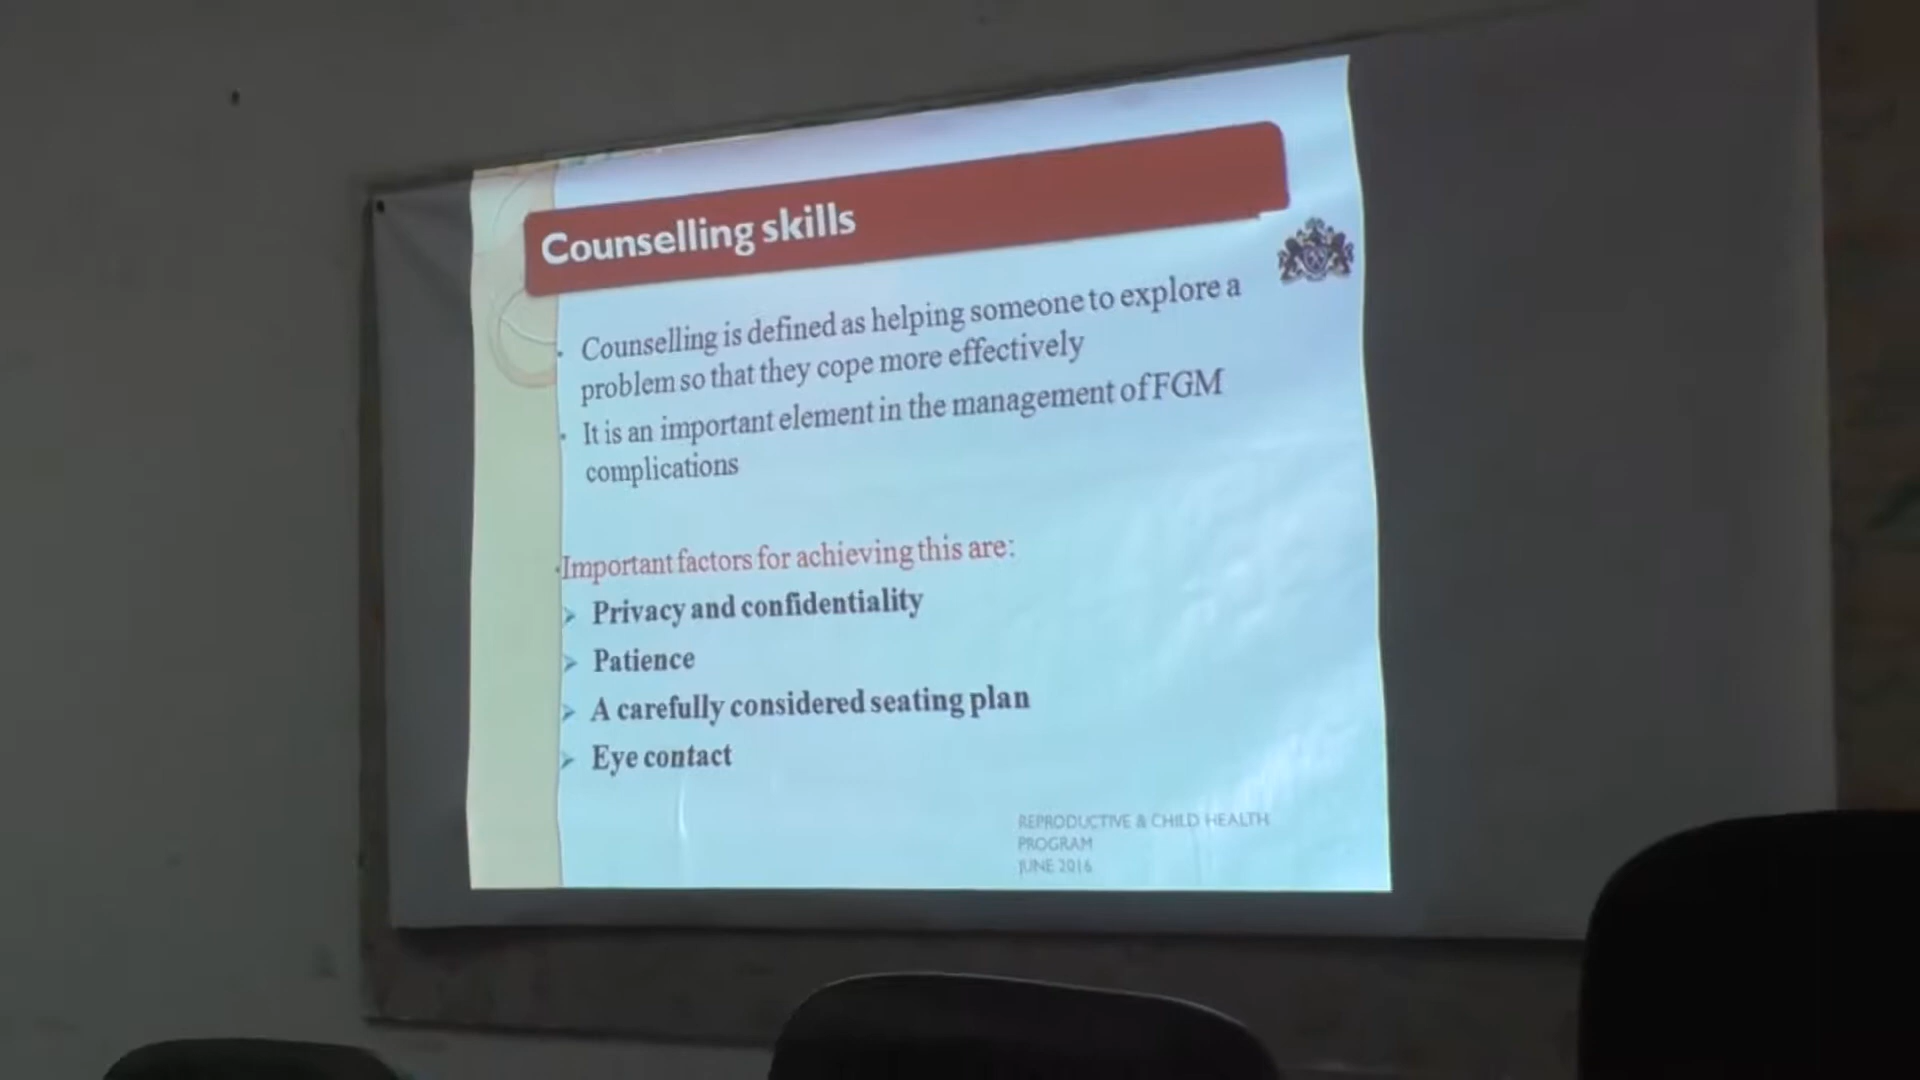 Counselling skills
Counselling is defined as helping someone to explore a
problem so that they cope more effectively
It is an important element in the management of FGM
complications
Important factors for achieving this are:
Privacy and confidentiality
Patience
A carefully considered seating plan
Eye contact
REPRODUCTIVE & CHILD HEALTH
PROGRAM
JUNE 2016